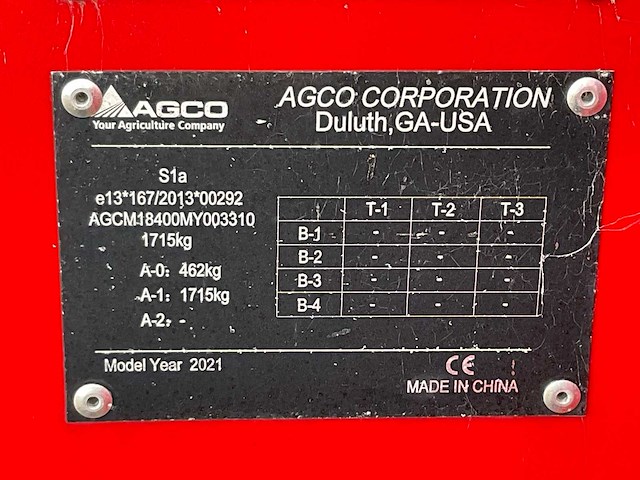 AGCO
Your Agriculture Company
AGCO CORPORATION
Duluth,GA-USA
S1a
e13*167/2013*00292
AGCM18400MY003310
1715kg
A-0: 462kg
A-1: 1715kg
A-2: -
T-1 T-2 T-3
B-1 - - -
B-2 - - -
B-3 - - -
B-4 - - -
Model Year 2021
CE
MADE IN CHINA